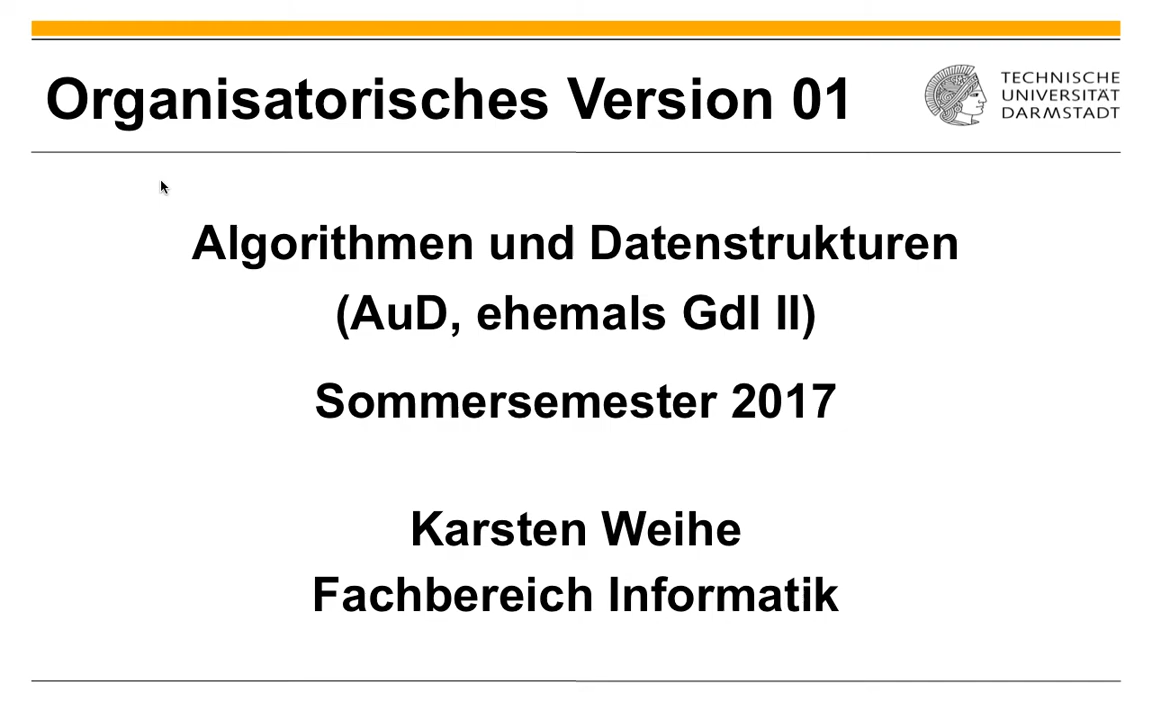 Organisatorisches Version 01
TECHNISCHE
UNIVERSITÄT
DARMSTADT
Algorithmen und Datenstrukturen
(AuD, ehemals GdI II)
Sommersemester 2017
Karsten Weihe
Fachbereich Informatik